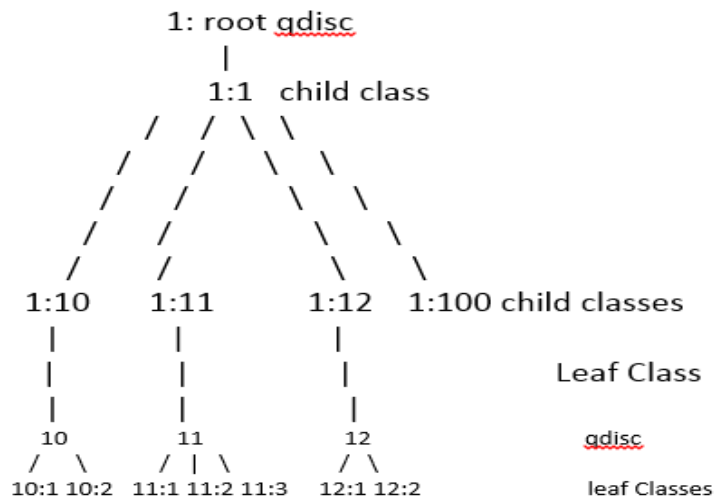 1: root qdisc
|
1:1 child class
/ / \ \
/ / \ \
/ / \ \
/ / \ \
/ / \ \
1:10 1:11 1:12 1:100 child classes
| | |
| | | Leaf Class
| | |
10 11 12 qdisc
/ \ / | \ / \
10:1 10:2 11:1 11:2 11:3 12:1 12:2 leaf Classes